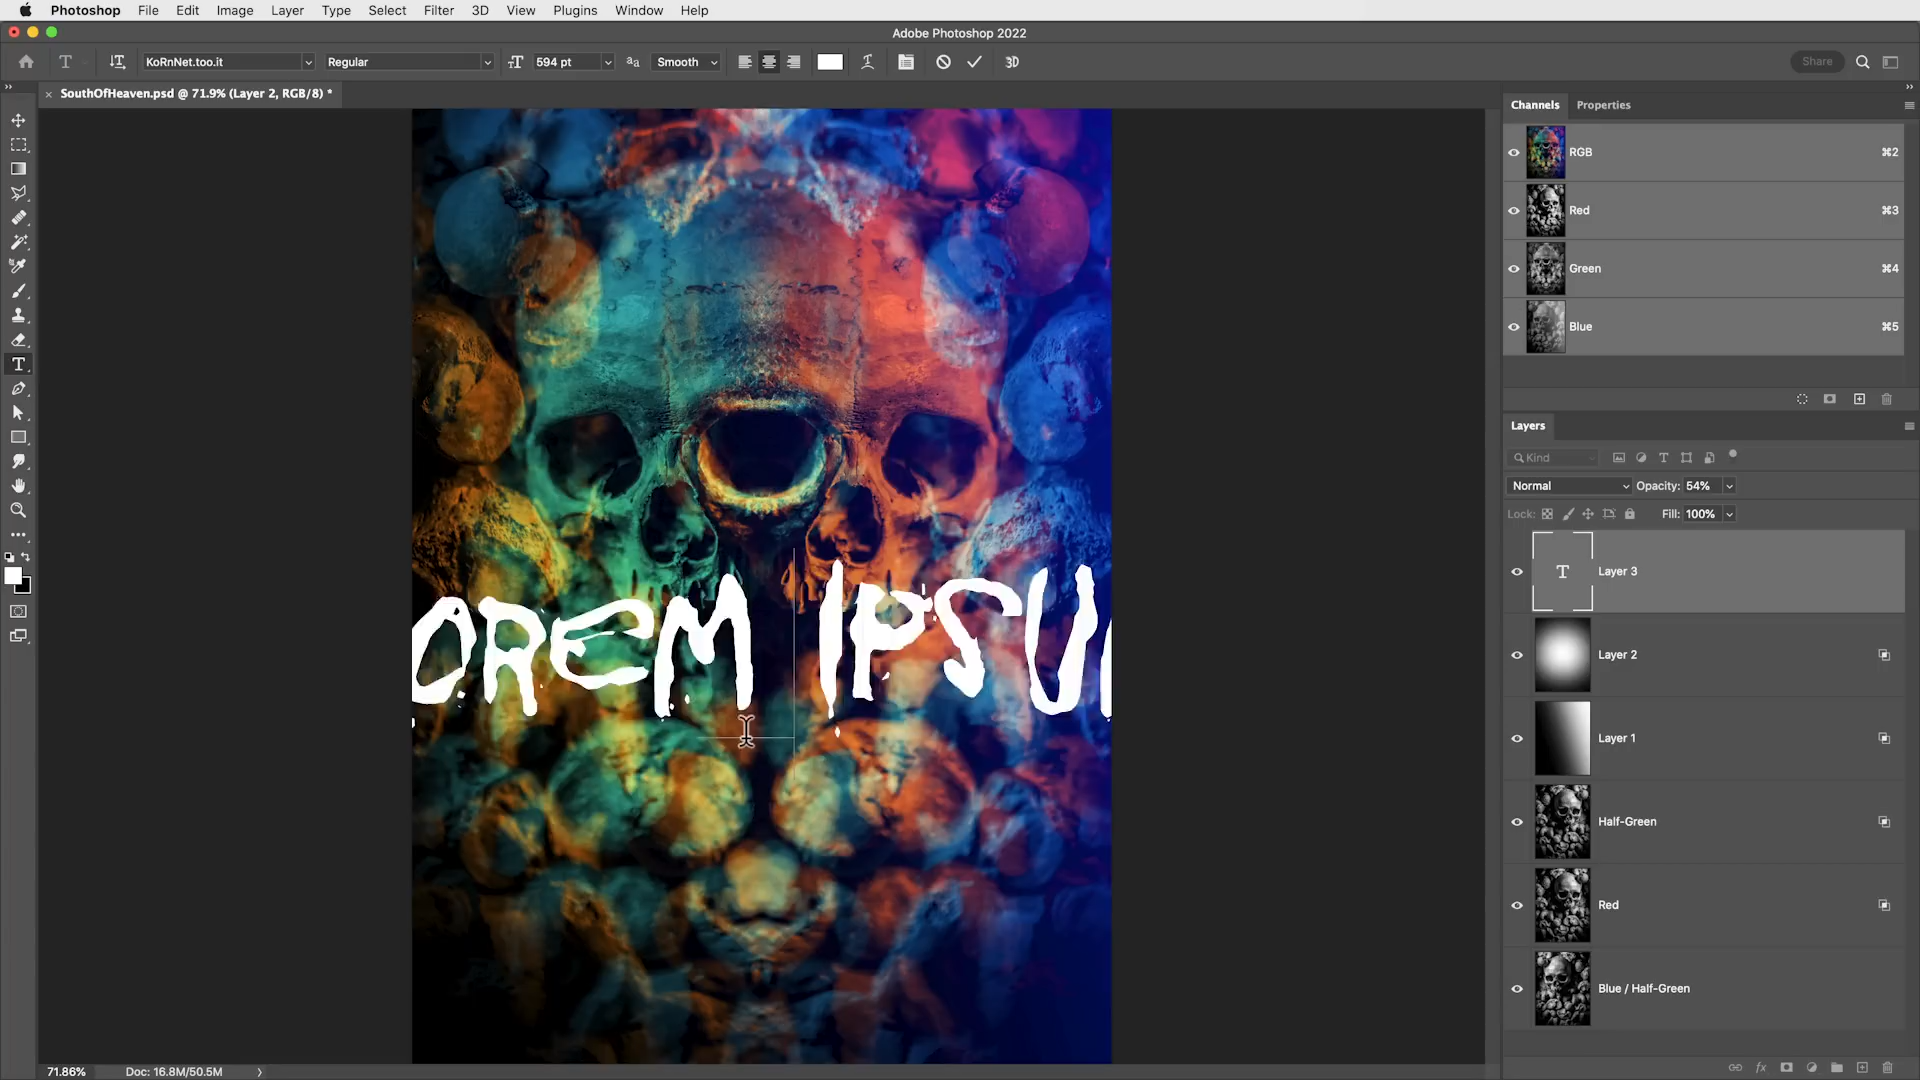 Photoshop File Edit Image Layer Type Select Filter 3D View Plugins Window Help
Adobe Photoshop 2022
T KoRnNet.too.it Regular 594 pt aa Smooth 3D Share
SouthOfHeaven.psd @ 71.9% (Layer 2, RGB/8) *
Channels Properties
RGB ⌘2
Red ⌘3
Green ⌘4
Blue ⌘5
Layers
Kind
Normal Opacity: 54%
Lock: Fill: 100%
T Layer 3
Layer 2
Layer 1
Half-Green
Red
Blue / Half-Green
OREM IPSU
71.86% Doc: 16.8M/50.5M
fx